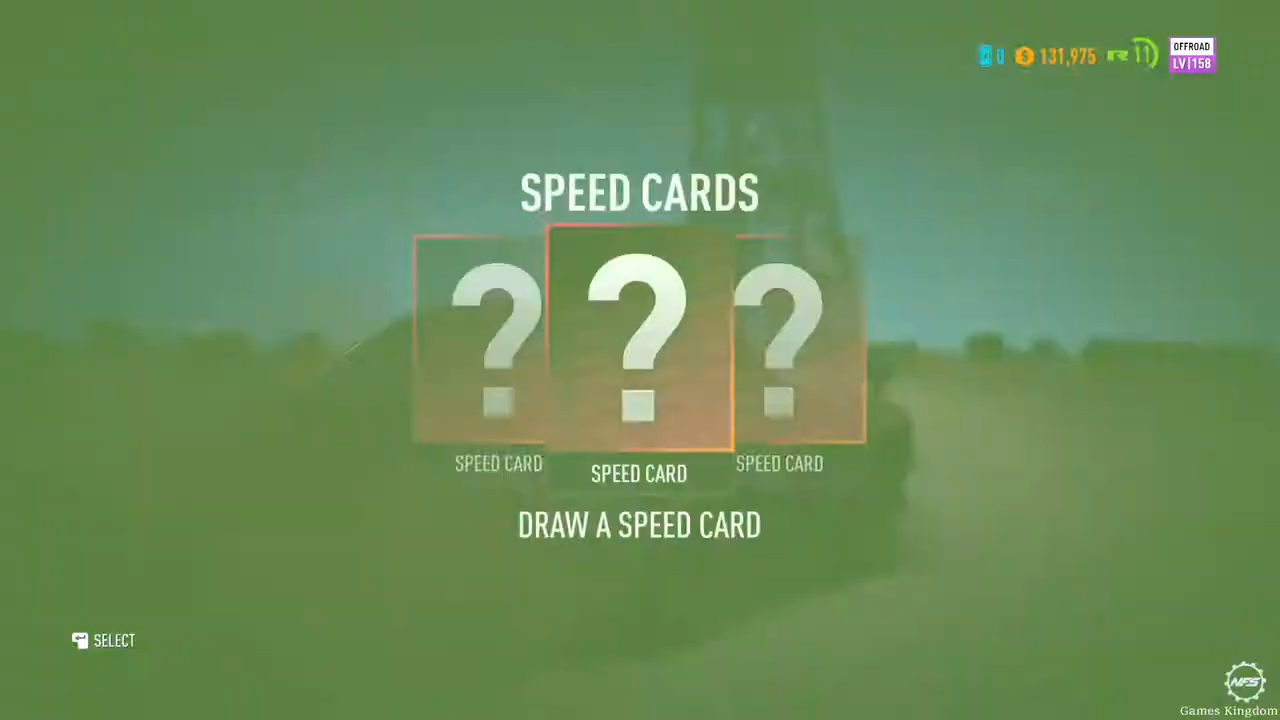 0 131,975 R 11 OFFROAD
LV|158
SPEED CARDS
? ? ?
SPEED CARD SPEED CARD SPEED CARD
DRAW A SPEED CARD
SELECT
NFS
Games Kingdom